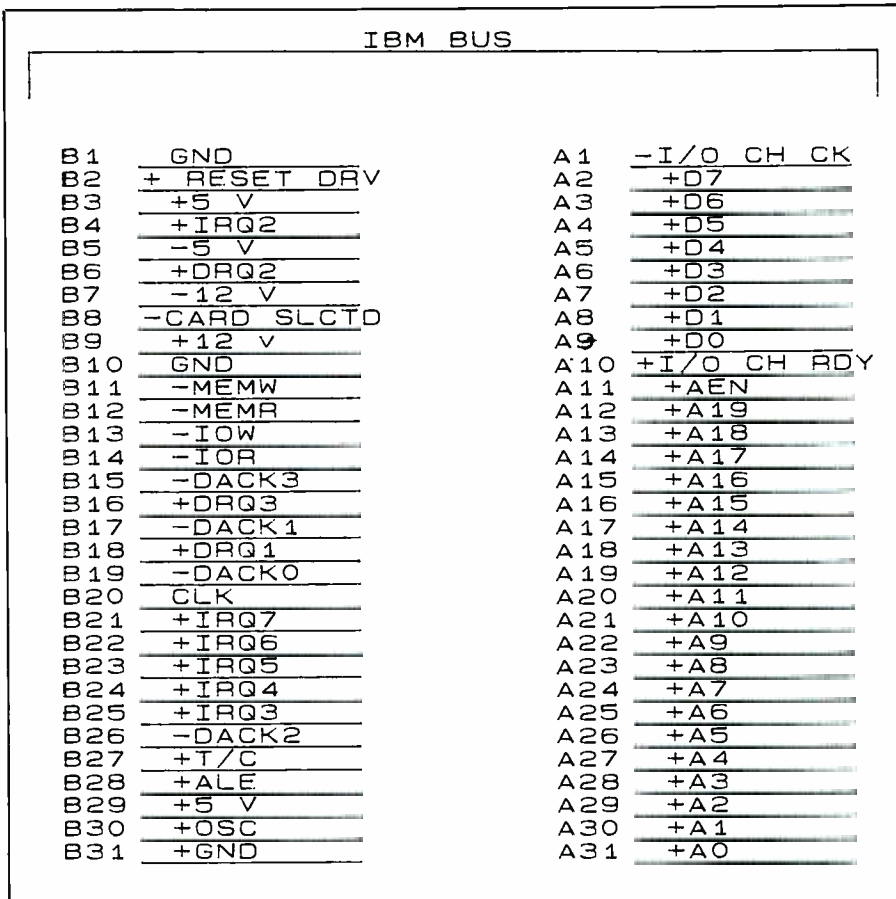 IBM BUS
B1 GND A1 -I/O CH CK
B2 + RESET DRV A2 +D7
B3 +5 V A3 +D6
B4 +IRQ2 A4 +D5
B5 -5 V A5 +D4
B6 +DRQ2 A6 +D3
B7 -12 V A7 +D2
B8 -CARD SLCTD A8 +D1
B9 +12 V A9 +D0
B10 GND A10 +I/O CH RDY
B11 -MEMW A11 +AEN
B12 -MEMR A12 +A19
B13 -IOW A13 +A18
B14 -IOR A14 +A17
B15 -DACK3 A15 +A16
B16 +DRQ3 A16 +A15
B17 -DACK1 A17 +A14
B18 +DRQ1 A18 +A13
B19 -DACK0 A19 +A12
B20 CLK A20 +A11
B21 +IRQ7 A21 +A10
B22 +IRQ6 A22 +A9
B23 +IRQ5 A23 +A8
B24 +IRQ4 A24 +A7
B25 +IRQ3 A25 +A6
B26 -DACK2 A26 +A5
B27 +T/C A27 +A4
B28 +ALE A28 +A3
B29 +5 V A29 +A2
B30 +OSC A30 +A1
B31 +GND A31 +A0